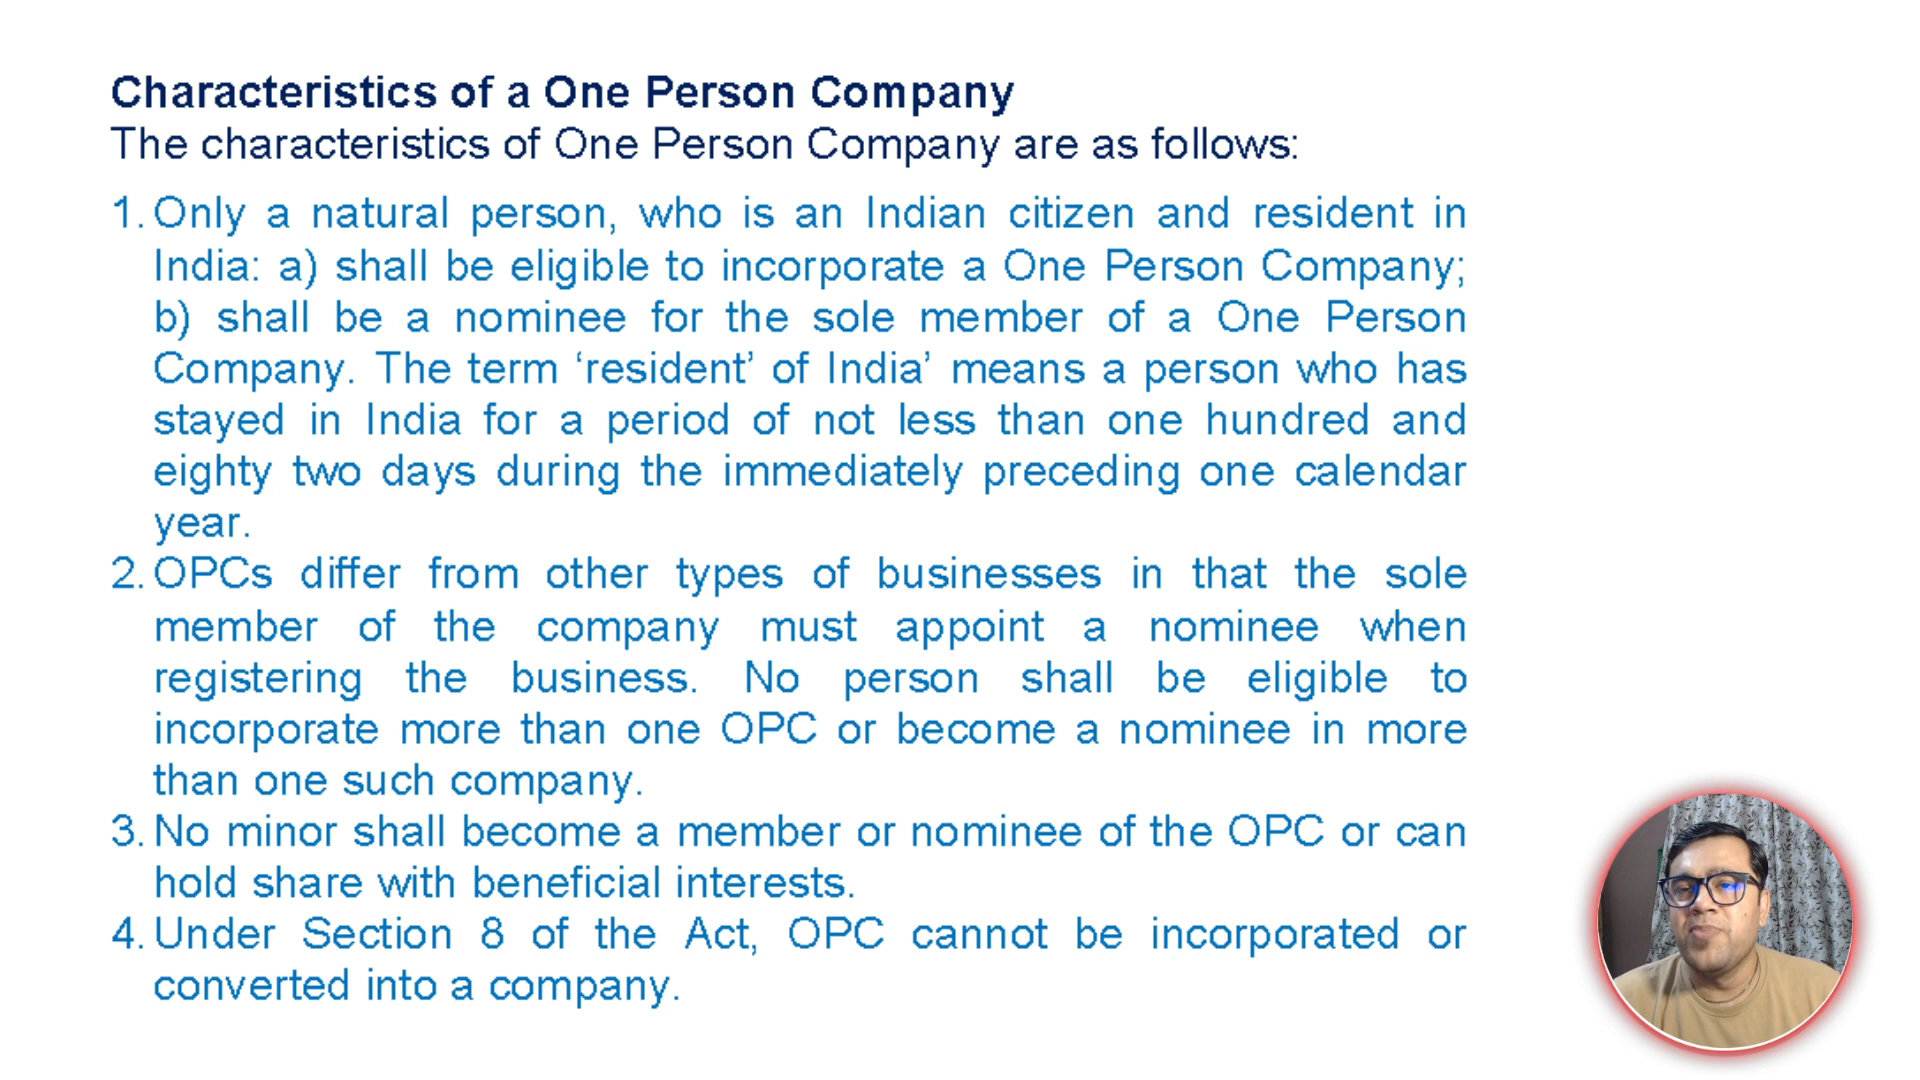 Characteristics of a One Person Company
The characteristics of One Person Company are as follows:
1. Only a natural person, who is an Indian citizen and resident in
India: a) shall be eligible to incorporate a One Person Company;
b) shall be a nominee for the sole member of a One Person
Company. The term ‘resident’ of India’ means a person who has
stayed in India for a period of not less than one hundred and
eighty two days during the immediately preceding one calendar
year.
2. OPCs differ from other types of businesses in that the sole
member of the company must appoint a nominee when
registering the business. No person shall be eligible to
incorporate more than one OPC or become a nominee in more
than one such company.
3. No minor shall become a member or nominee of the OPC or can
hold share with beneficial interests.
4. Under Section 8 of the Act, OPC cannot be incorporated or
converted into a company.